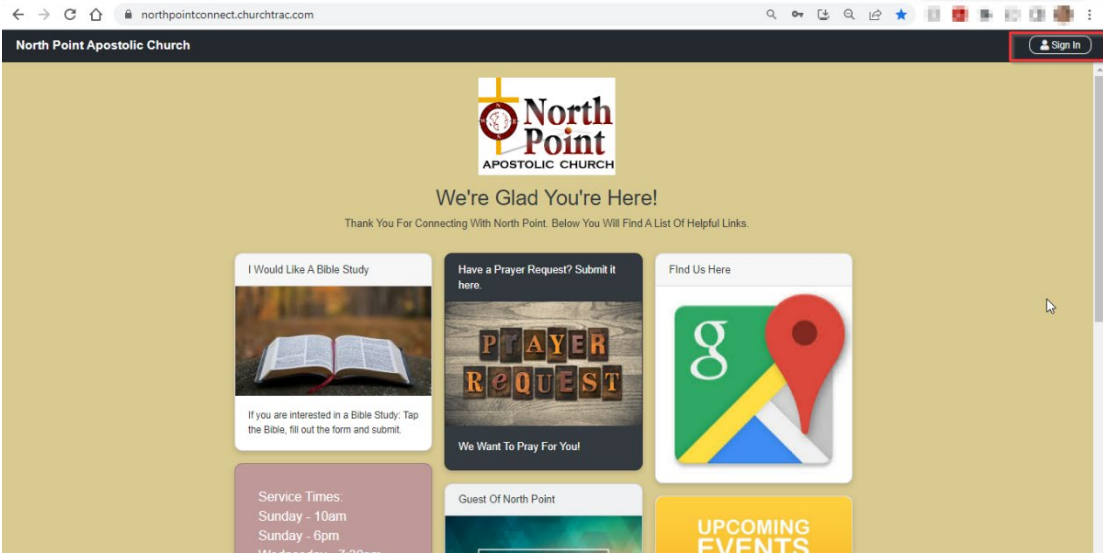 northpointconnect.churchtrac.com
North Point Apostolic Church
Sign In
North
Point
APOSTOLIC CHURCH
We're Glad You're Here!
Thank You For Connecting With North Point. Below You Will Find A List Of Helpful Links.
I Would Like A Bible Study
If you are interested in a Bible Study: Tap
the Bible, fill out the form and submit.
Have a Prayer Request? Submit it
here.
PRAYER
REQUEST
We Want To Pray For You!
FInd Us Here
g
Service Times:
Sunday - 10am
Sunday - 6pm
Wednesday - 7:30pm
Guest Of North Point
UPCOMING
EVENTS